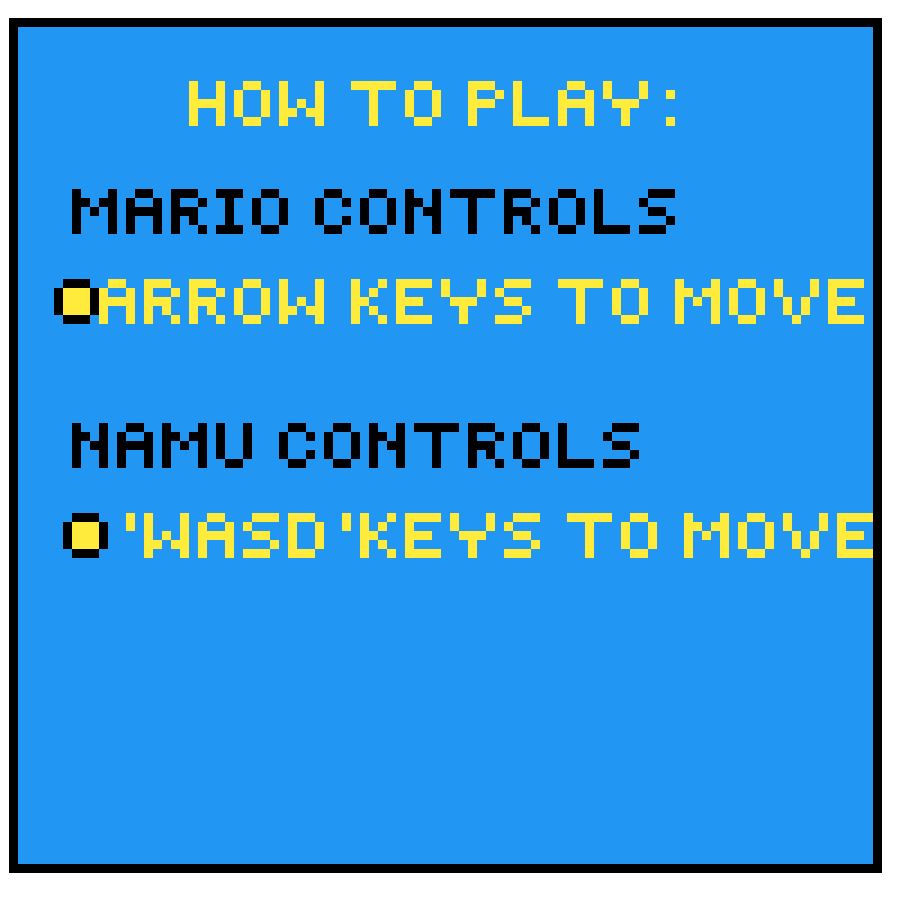 HOW TO PLAY:
MARIO CONTROLS
ARROW KEYS TO MOVE
NAMU CONTROLS
'WASD'KEYS TO MOVE